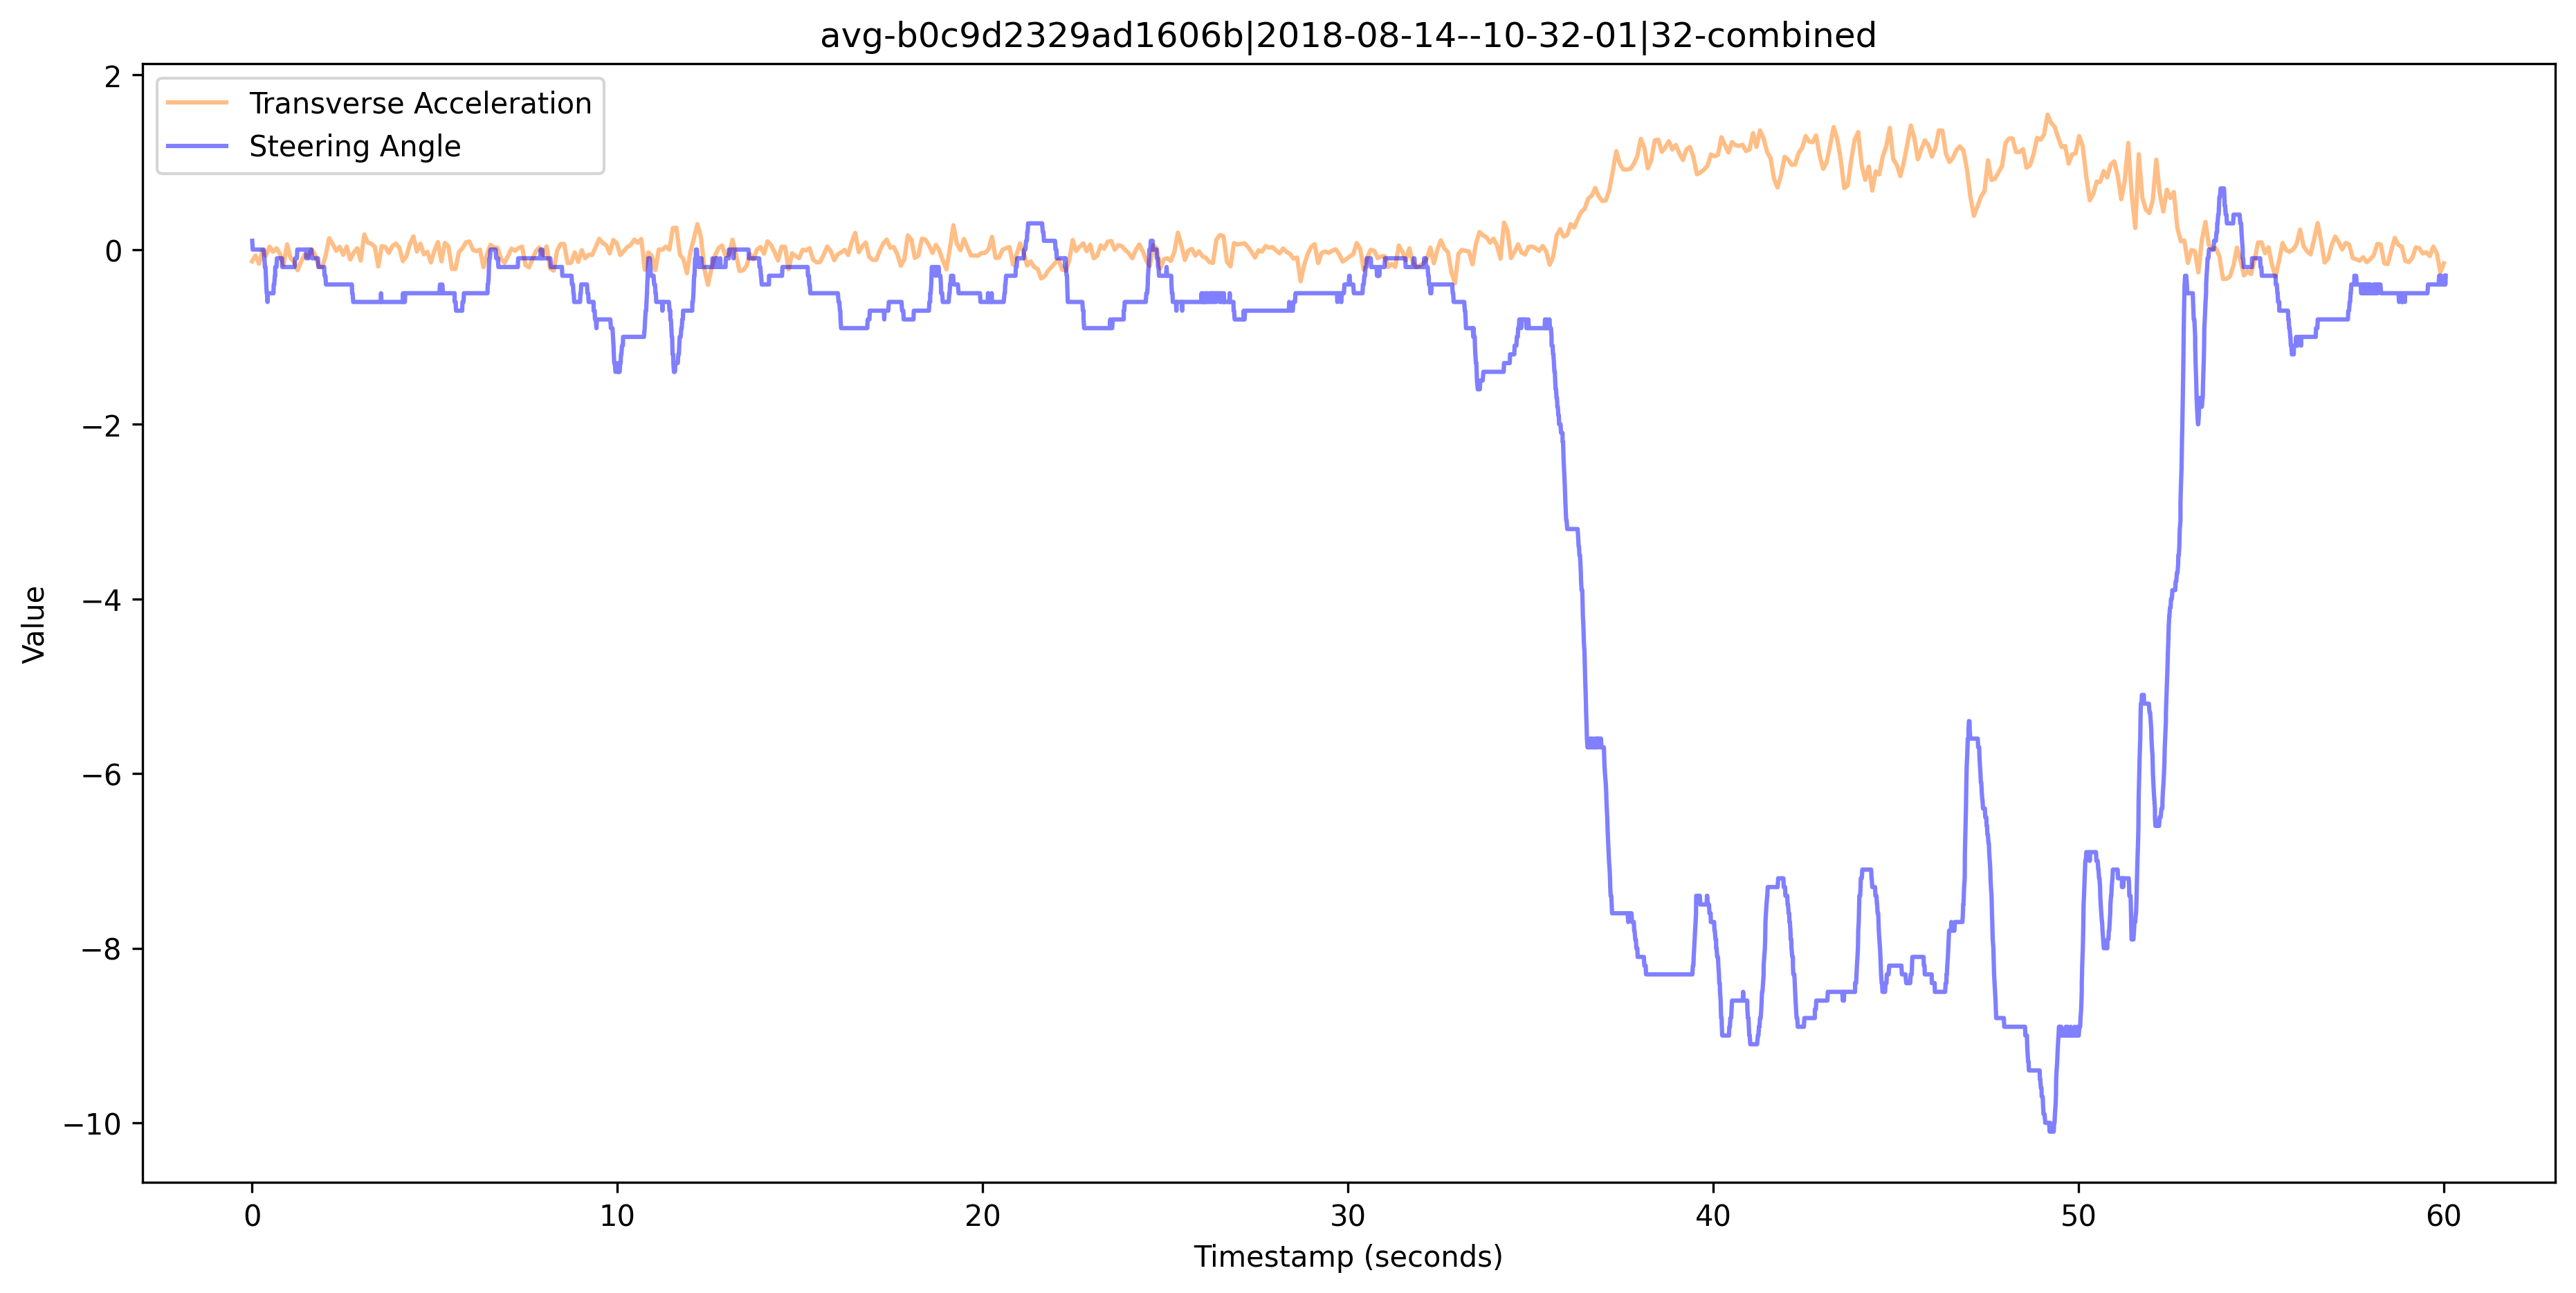 avg-b0c9d2329ad1606b|2018-08-14--10-32-01|32-combined
Transverse Acceleration
Steering Angle
2
0
−2
−4
−6
−8
−10
Value
0 10 20 30 40 50 60
Timestamp (seconds)